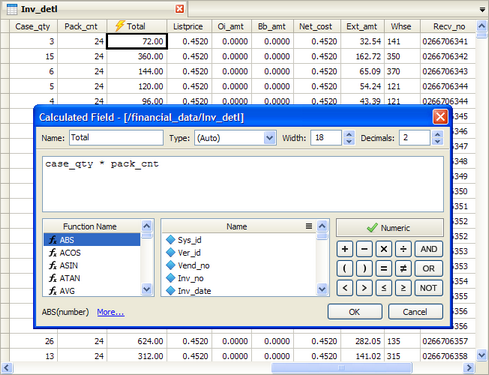 Inv_detl
Case_qty Pack_cnt Total Listprice Oi_amt Bb_amt Net_cost Ext_amt Whse Recv_no
3 24 72.00 0.4520 0.0000 0.0000 0.4520 32.54 141 0266706341
15 24 360.00 0.4520 0.0000 0.0000 0.4520 162.72 350 0266706342
6 24 144.00 0.4520 0.0000 0.0000 0.4520 65.09 370 0266706343
5 24 120.00 0.4520 0.0000 0.0000 0.4520 54.24 121 0266706344
4 24 96.00 0.4520 0.0000 0.0000 0.4520 43.39 121 0266706344
Calculated Field - [/financial_data/Inv_detl]
Name: Total Type: (Auto) Width: 18 Decimals: 2
case_qty * pack_cnt
Function Name Name Numeric
ABS Sys_id + − × ÷ AND
ACOS Ver_id
ASIN Vend_no ( ) = ≠ OR
ATAN Inv_no
AVG Inv_date < > ≤ ≥ NOT
ABS(number) More... OK Cancel
26 24 624.00 0.4520 0.0000 0.0000 0.4520 282.05 135 0266706357
13 24 312.00 0.4520 0.0000 0.0000 0.4520 141.02 315 0266706358